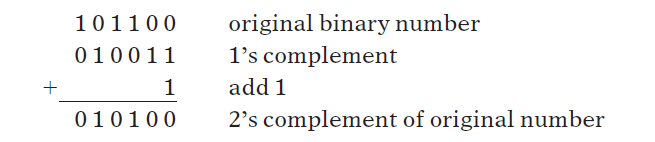 101100 original binary number
010011 1’s complement
+ 1 add 1
010100 2’s complement of original number